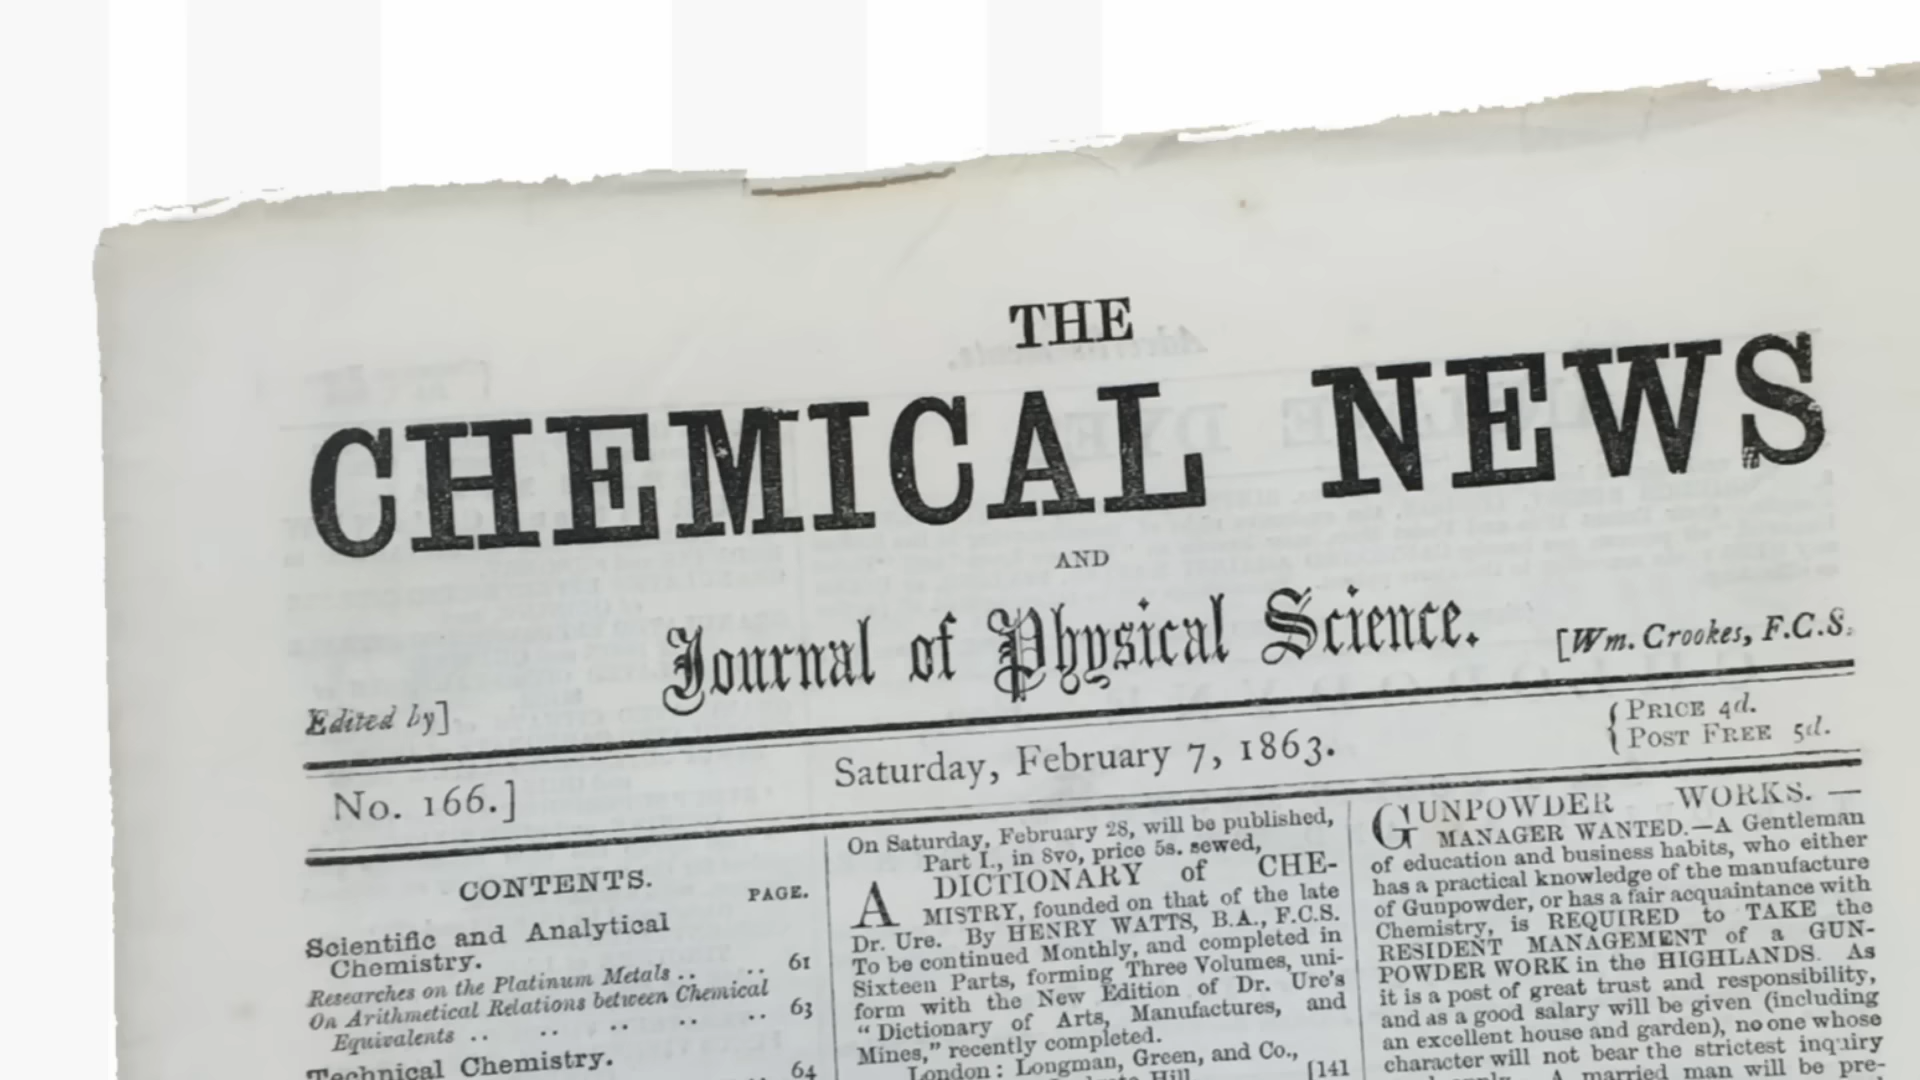 THE
CHEMICAL NEWS
AND
Journal of Physical Science.
Edited by]
[Wm. Crookes, F.C.S.
No. 166.]
Saturday, February 7, 1863.
{ PRICE 4d.
{ POST FREE 5d.
CONTENTS.
PAGE.
Scientific and Analytical
Chemistry.
Researches on the Platinum Metals .. .. 61
On Arithmetical Relations between Chemical
Equivalents .. .. .. .. .. 63
Technical Chemistry.
64
On Saturday, February 28, will be published,
Part I., in 8vo, price 5s. sewed,
A DICTIONARY of CHE-
MISTRY, founded on that of the late
Dr. Ure. By HENRY WATTS, B.A., F.C.S.
To be continued Monthly, and completed in
Sixteen Parts, forming Three Volumes, uni-
form with the New Edition of Dr. Ure's
“Dictionary of Arts, Manufactures, and
Mines,” recently completed.
London: Longman, Green, and Co.,
Hill [141
GUNPOWDER WORKS. —
MANAGER WANTED.—A Gentleman
of education and business habits, who either
has a practical knowledge of the manufacture
of Gunpowder, or has a fair acquaintance with
Chemistry, is REQUIRED to TAKE the
RESIDENT MANAGEMENT of a GUN-
POWDER WORK in the HIGHLANDS. As
it is a post of great trust and responsibility,
and as a good salary will be given (including
an excellent house and garden), no one whose
character will not bear the strictest inquiry
A married man will be pre-